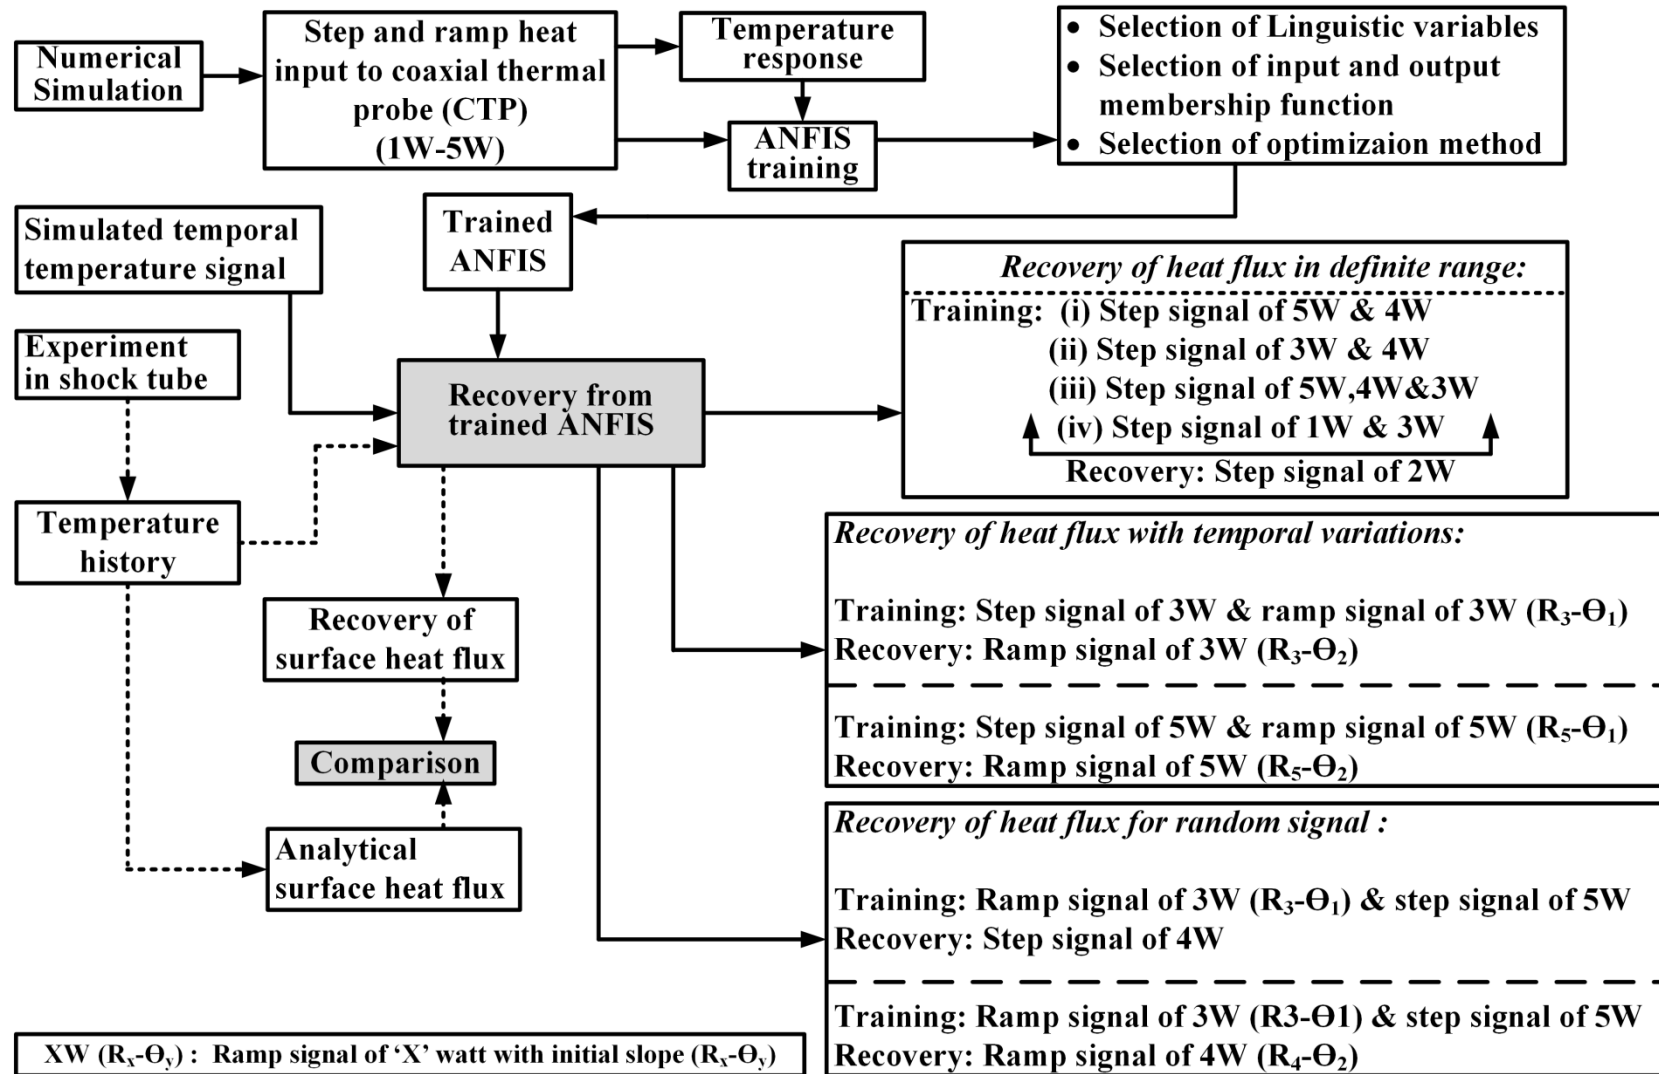 Numerical
Simulation
Step and ramp heat
input to coaxial thermal
probe (CTP)
(1W-5W)
Temperature
response
ANFIS
training
• Selection of Linguistic variables
• Selection of input and output
membership function
• Selection of optimizaion method
Simulated temporal
temperature signal
Trained
ANFIS
Experiment
in shock tube
Recovery from
trained ANFIS
Temperature
history
Recovery of
surface heat flux
Comparison
Analytical
surface heat flux
Recovery of heat flux in definite range:
Training: (i) Step signal of 5W & 4W
(ii) Step signal of 3W & 4W
(iii) Step signal of 5W,4W&3W
(iv) Step signal of 1W & 3W
Recovery: Step signal of 2W
Recovery of heat flux with temporal variations:
Training: Step signal of 3W & ramp signal of 3W (R₃-Θ₁)
Recovery: Ramp signal of 3W (R₃-Θ₂)
Training: Step signal of 5W & ramp signal of 5W (R₅-Θ₁)
Recovery: Ramp signal of 5W (R₅-Θ₂)
Recovery of heat flux for random signal :
Training: Ramp signal of 3W (R₃-Θ₁) & step signal of 5W
Recovery: Step signal of 4W
Training: Ramp signal of 3W (R3-Θ1) & step signal of 5W
Recovery: Ramp signal of 4W (R₄-Θ₂)
XW (Rₓ-Θᵧ) : Ramp signal of ‘X’ watt with initial slope (Rₓ-Θᵧ)